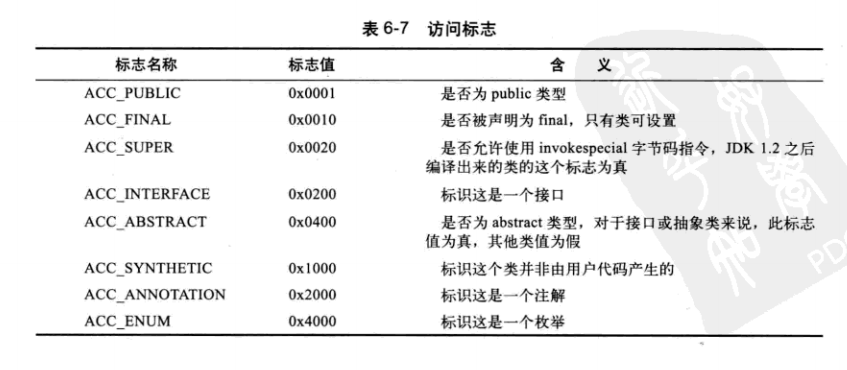 表 6-7 访问标志
标志名称 标志值 含 义
ACC_PUBLIC 0x0001 是否为 public 类型
ACC_FINAL 0x0010 是否被声明为 final，只有类可设置
ACC_SUPER 0x0020 是否允许使用 invokespecial 字节码指令，JDK 1.2 之后
编译出来的类的这个标志为真
ACC_INTERFACE 0x0200 标识这是一个接口
ACC_ABSTRACT 0x0400 是否为 abstract 类型，对于接口或抽象类来说，此标志
值为真，其他类值为假
ACC_SYNTHETIC 0x1000 标识这个类并非由用户代码产生的
ACC_ANNOTATION 0x2000 标识这是一个注解
ACC_ENUM 0x4000 标识这是一个枚举